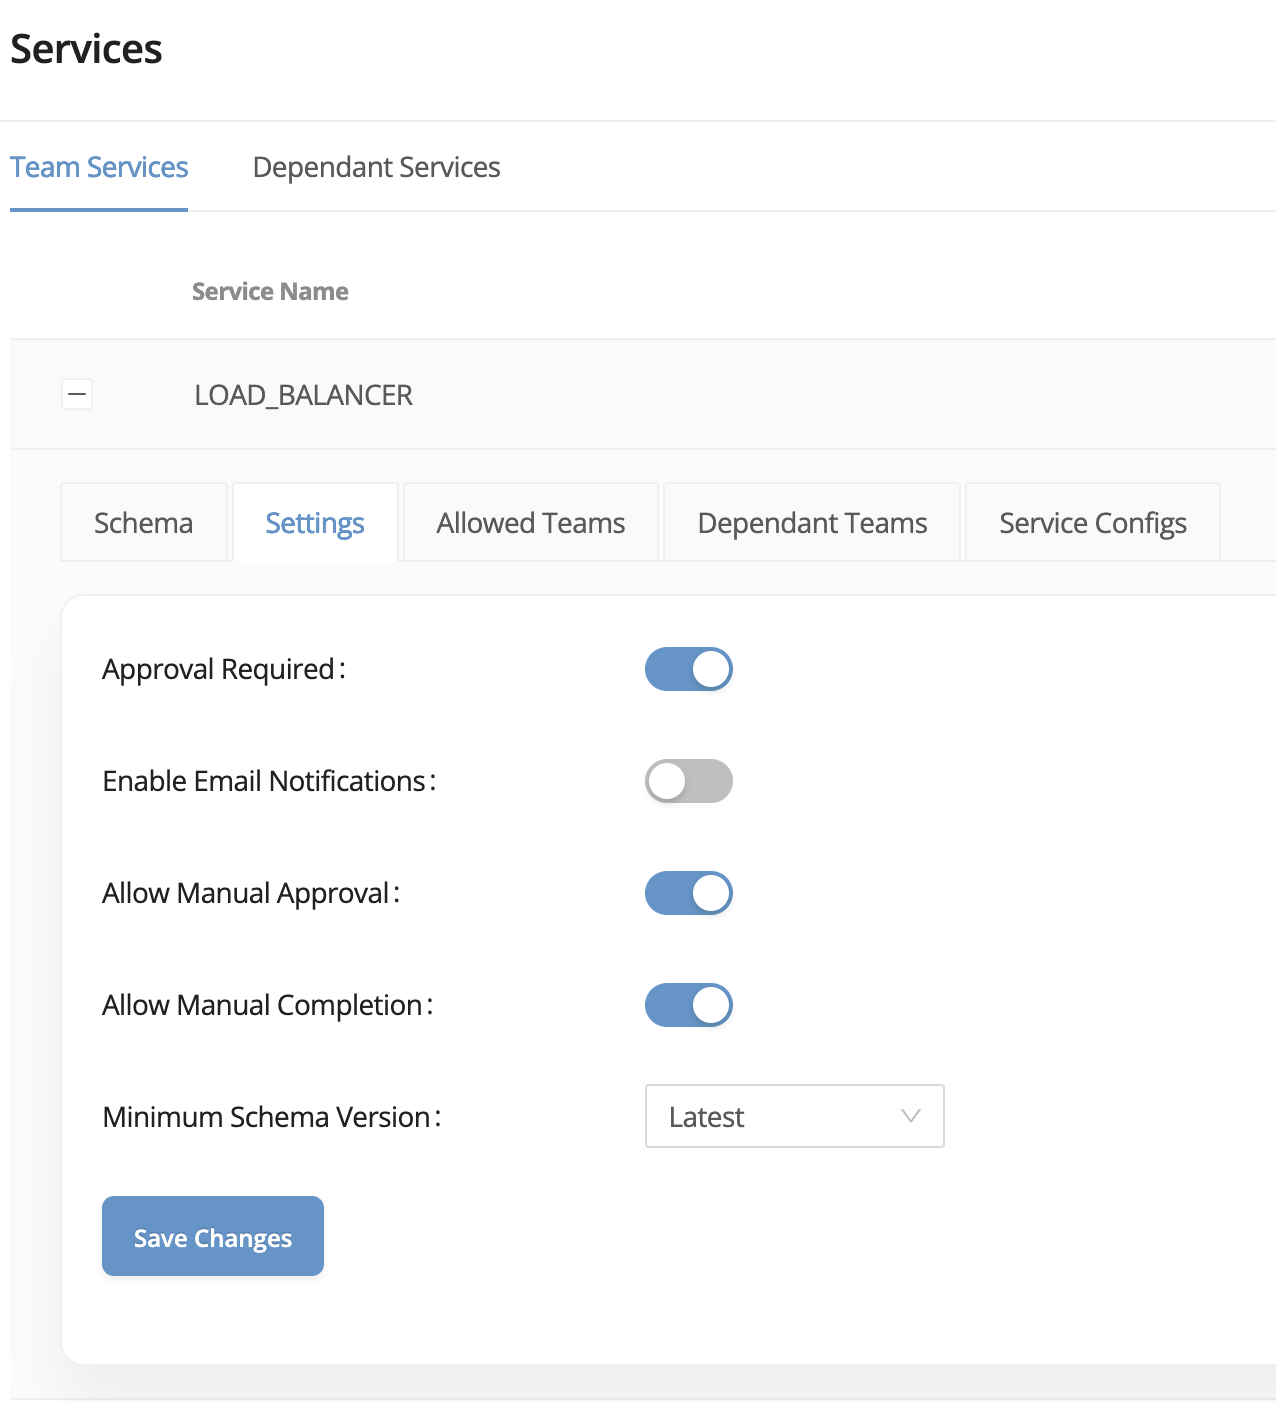 Services
Team Services Dependant Services
Service Name
LOAD_BALANCER
Schema Settings Allowed Teams Dependant Teams Service Configs
Approval Required :
Enable Email Notifications :
Allow Manual Approval :
Allow Manual Completion :
Minimum Schema Version : Latest
Save Changes